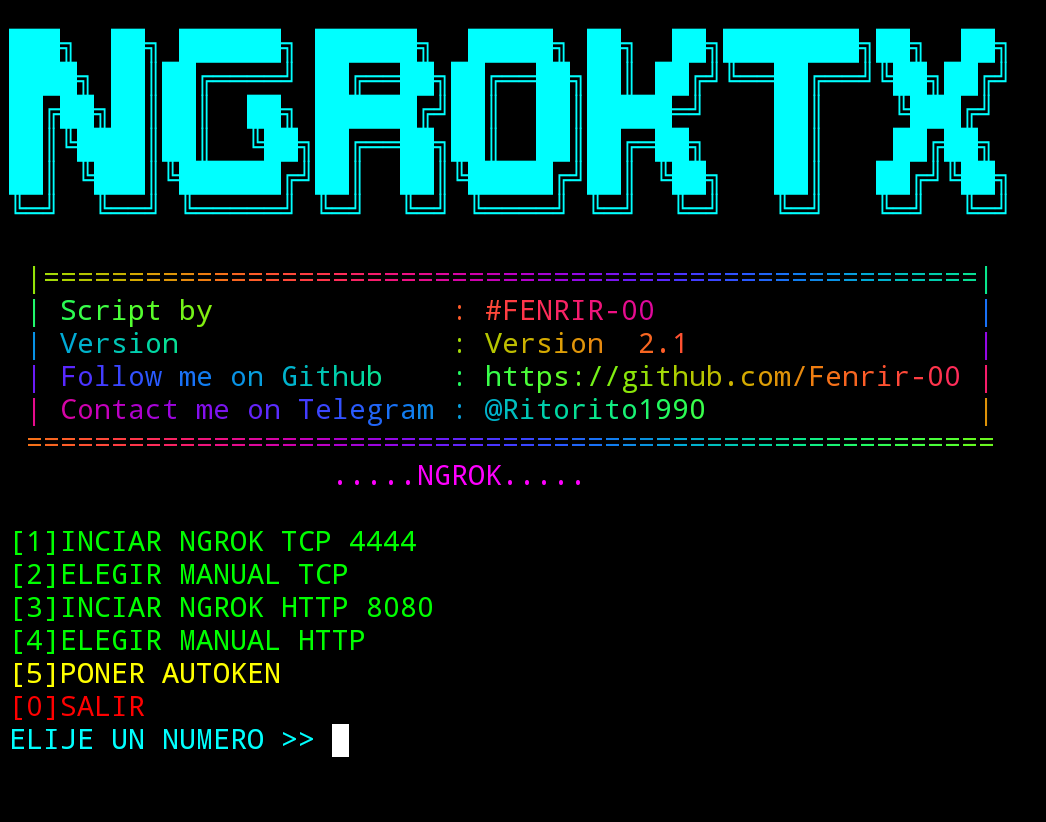 NGROKTX
|=======================================================|
| Script by : #FENRIR-OO |
| Version : Version 2.1 |
| Follow me on Github : https://github.com/Fenrir-OO |
| Contact me on Telegram : @Ritorito1990 |
=========================================================
.....NGROK.....
[1]INCIAR NGROK TCP 4444
[2]ELEGIR MANUAL TCP
[3]INCIAR NGROK HTTP 8080
[4]ELEGIR MANUAL HTTP
[5]PONER AUTOKEN
[0]SALIR
ELIJE UN NUMERO >>